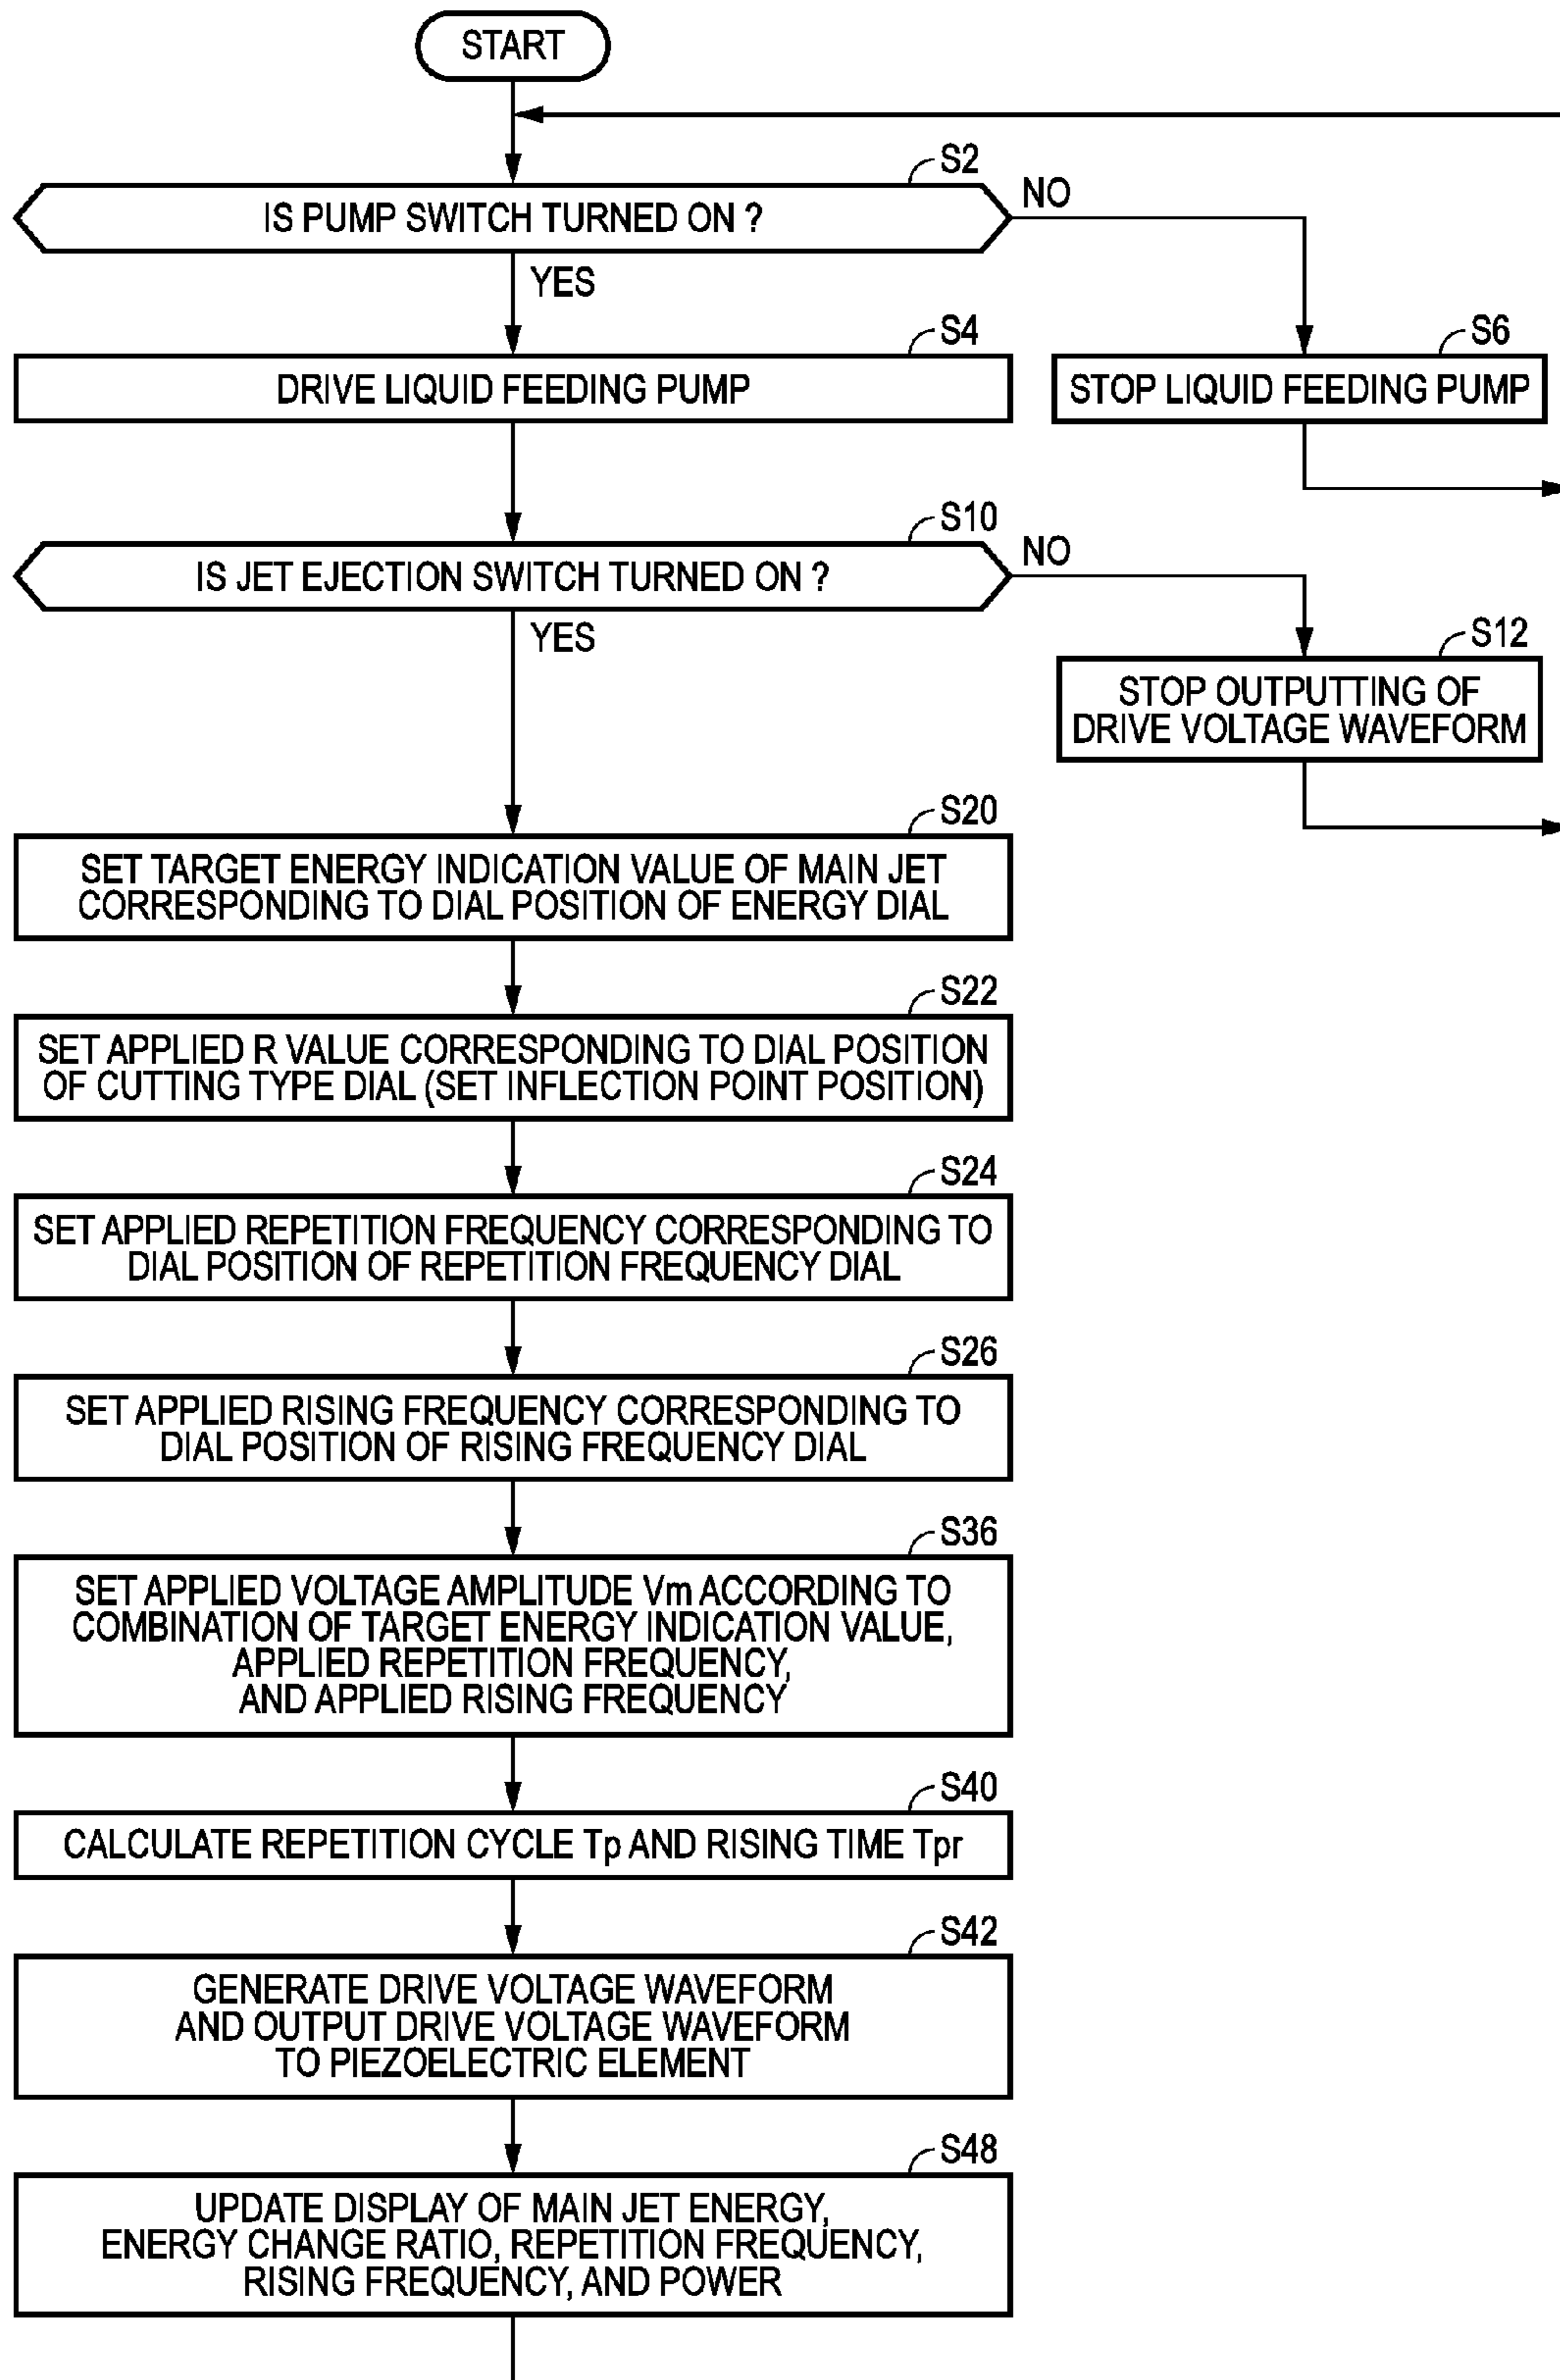 START
S2
IS PUMP SWITCH TURNED ON ?
NO
YES
S4
DRIVE LIQUID FEEDING PUMP
S6
STOP LIQUID FEEDING PUMP
S10
IS JET EJECTION SWITCH TURNED ON ?
NO
YES
S12
STOP OUTPUTTING OF
DRIVE VOLTAGE WAVEFORM
S20
SET TARGET ENERGY INDICATION VALUE OF MAIN JET
CORRESPONDING TO DIAL POSITION OF ENERGY DIAL
S22
SET APPLIED R VALUE CORRESPONDING TO DIAL POSITION
OF CUTTING TYPE DIAL (SET INFLECTION POINT POSITION)
S24
SET APPLIED REPETITION FREQUENCY CORRESPONDING TO
DIAL POSITION OF REPETITION FREQUENCY DIAL
S26
SET APPLIED RISING FREQUENCY CORRESPONDING TO
DIAL POSITION OF RISING FREQUENCY DIAL
S36
SET APPLIED VOLTAGE AMPLITUDE Vm ACCORDING TO
COMBINATION OF TARGET ENERGY INDICATION VALUE,
APPLIED REPETITION FREQUENCY,
AND APPLIED RISING FREQUENCY
S40
CALCULATE REPETITION CYCLE Tp AND RISING TIME Tpr
S42
GENERATE DRIVE VOLTAGE WAVEFORM
AND OUTPUT DRIVE VOLTAGE WAVEFORM
TO PIEZOELECTRIC ELEMENT
S48
UPDATE DISPLAY OF MAIN JET ENERGY,
ENERGY CHANGE RATIO, REPETITION FREQUENCY,
RISING FREQUENCY, AND POWER